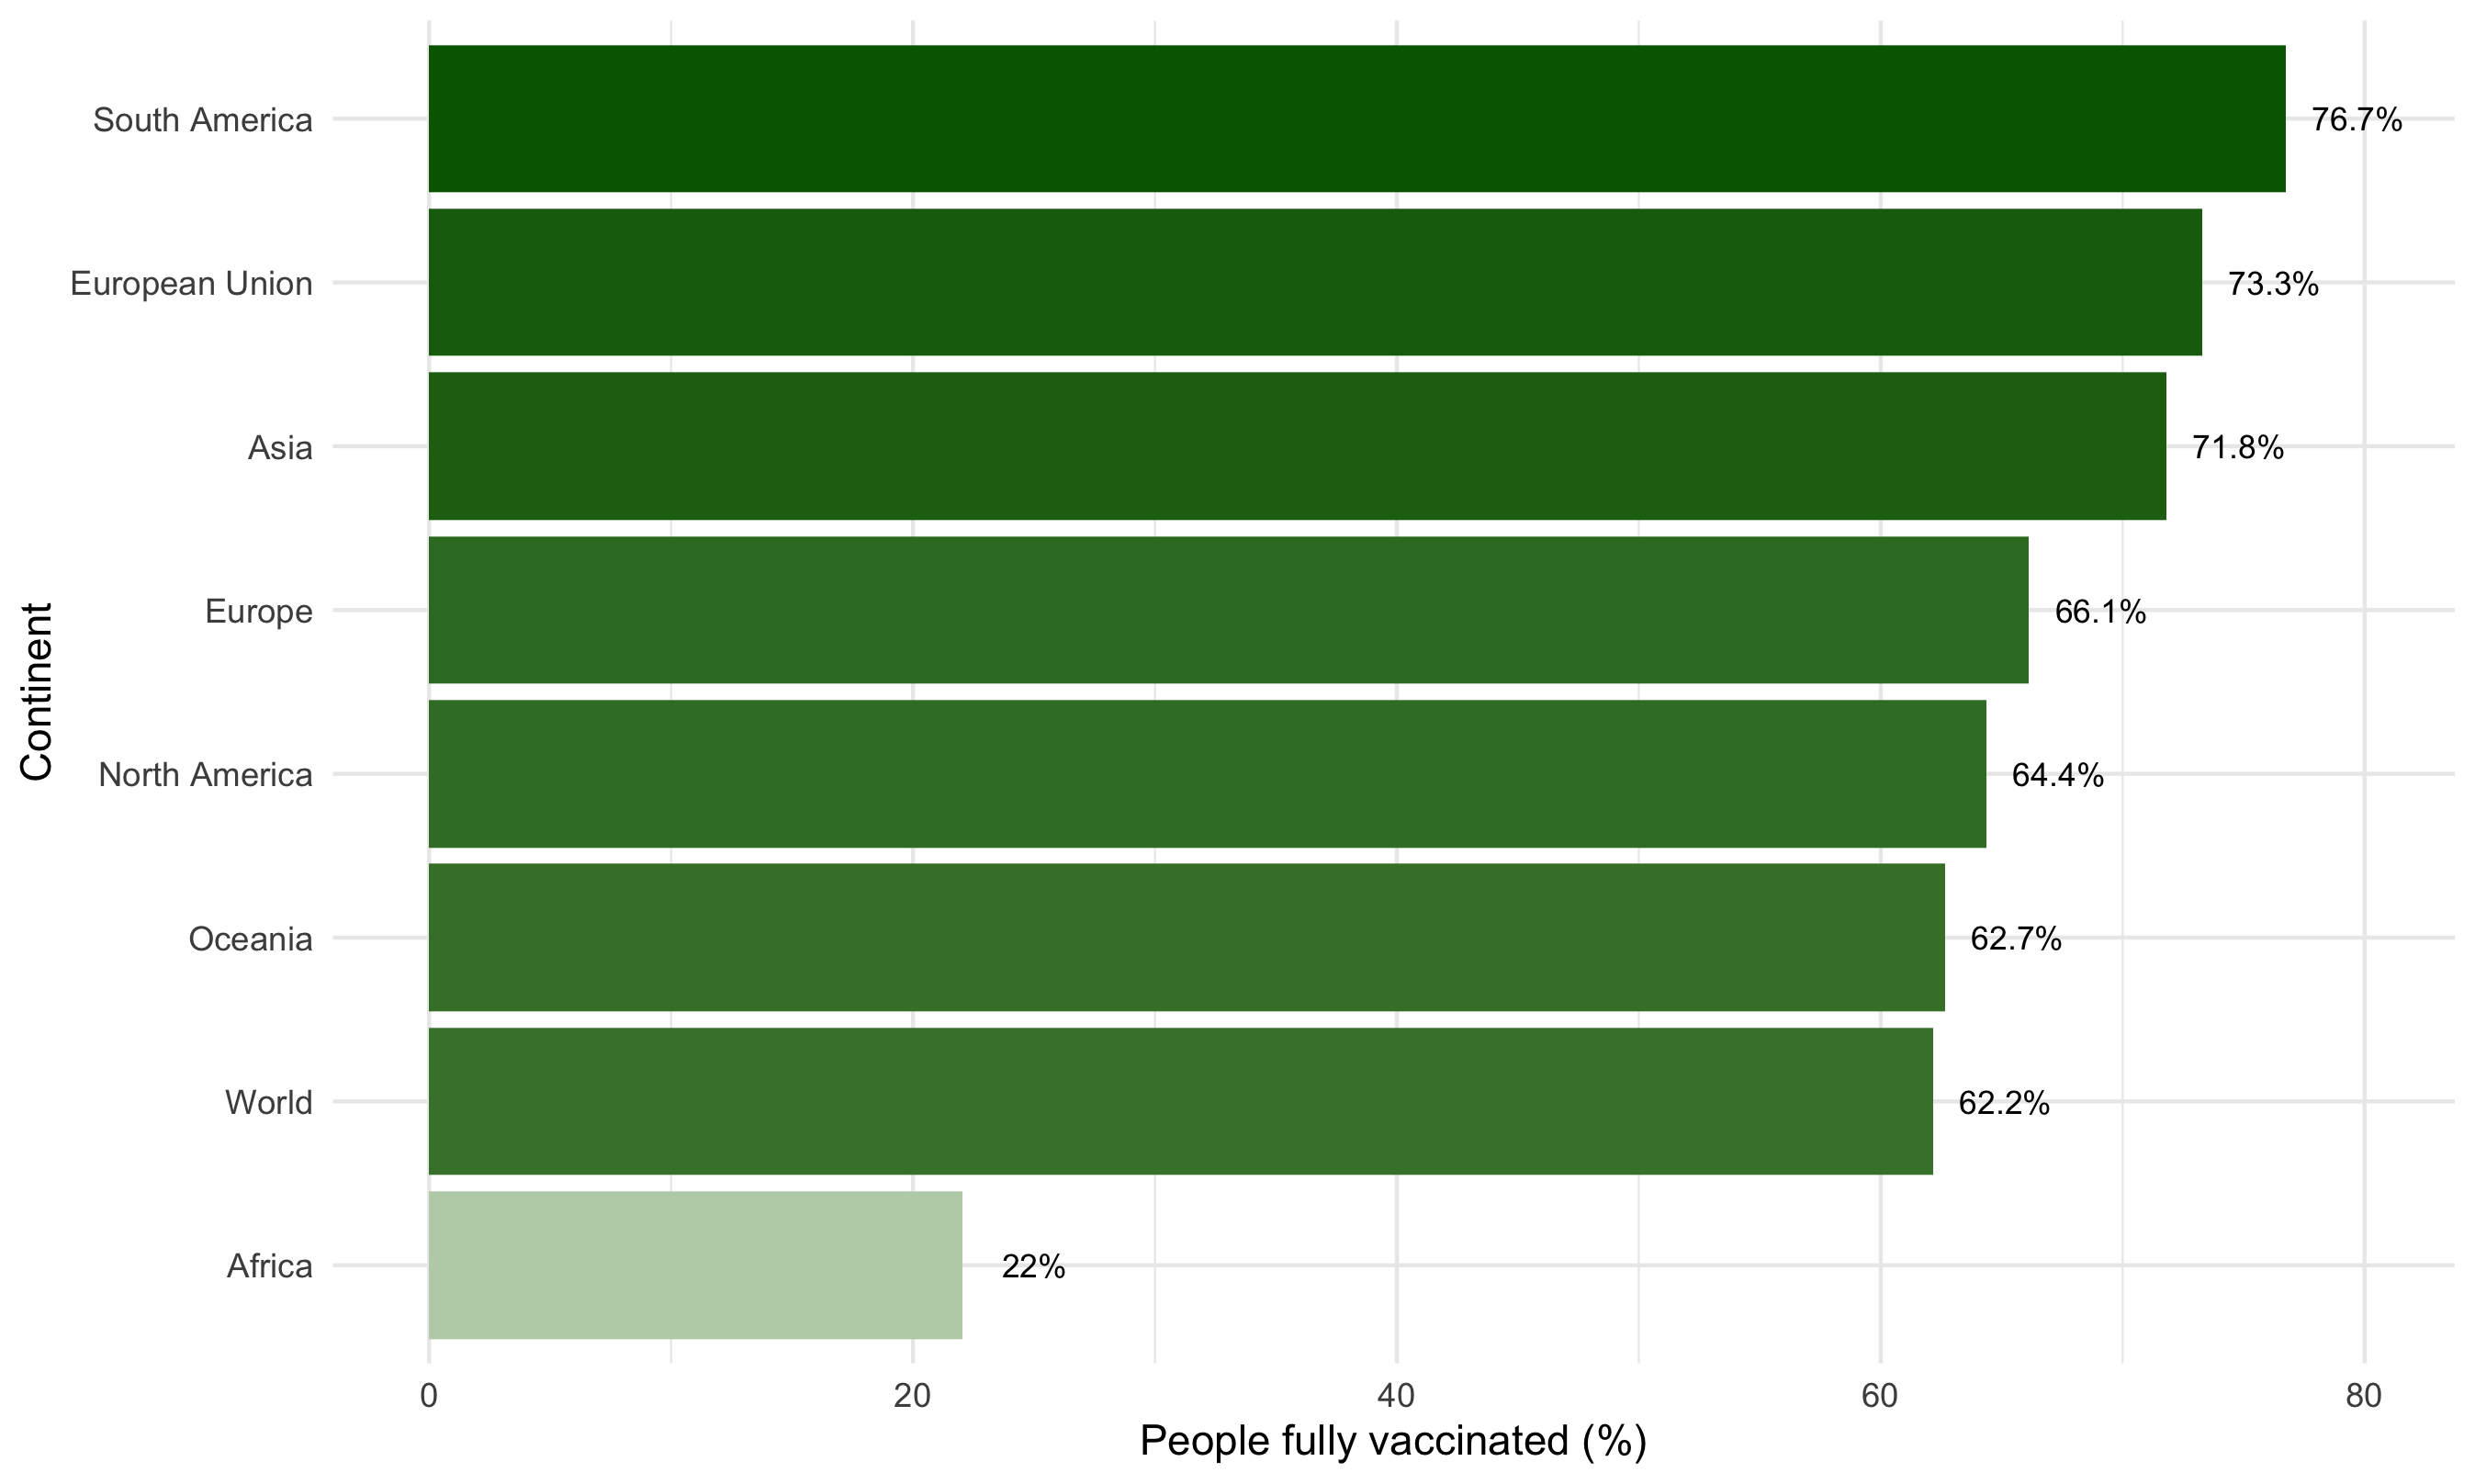 South America
76.7%
European Union
73.3%
Asia
71.8%
Europe
66.1%
North America
64.4%
Oceania
62.7%
World
62.2%
Africa
22%
Continent
0
20
40
60
80
People fully vaccinated (%)